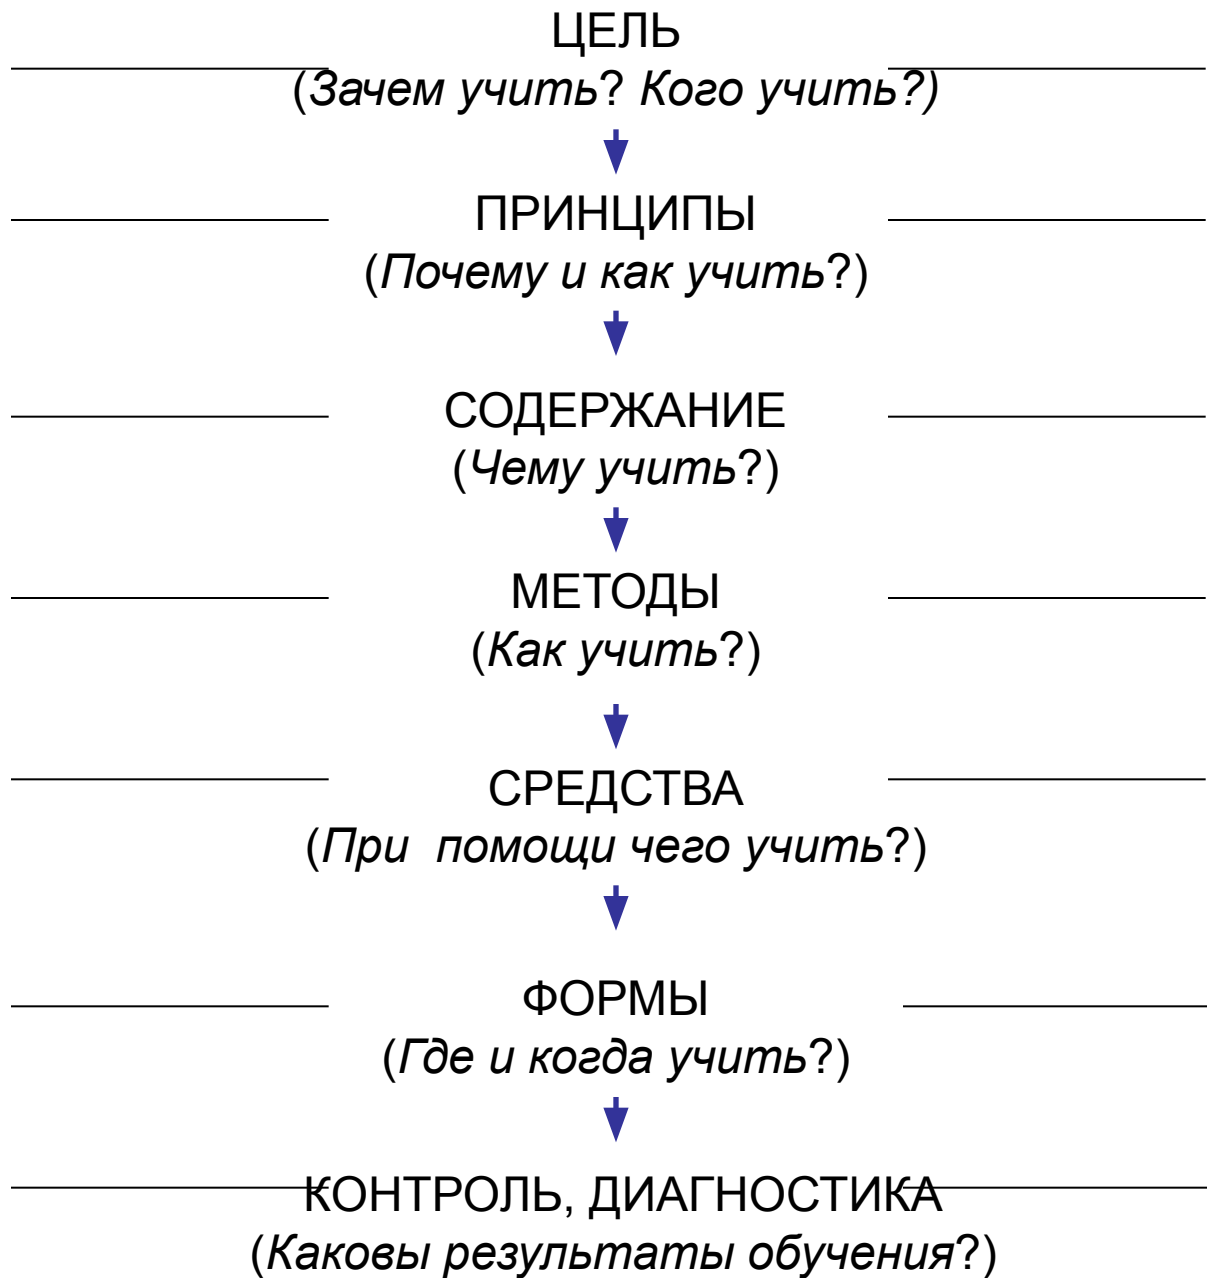 ЦЕЛЬ
(Зачем учить? Кого учить?)
ПРИНЦИПЫ
(Почему и как учить?)
СОДЕРЖАНИЕ
(Чему учить?)
МЕТОДЫ
(Как учить?)
СРЕДСТВА
(При помощи чего учить?)
ФОРМЫ
(Где и когда учить?)
КОНТРОЛЬ, ДИАГНОСТИКА
(Каковы результаты обучения?)